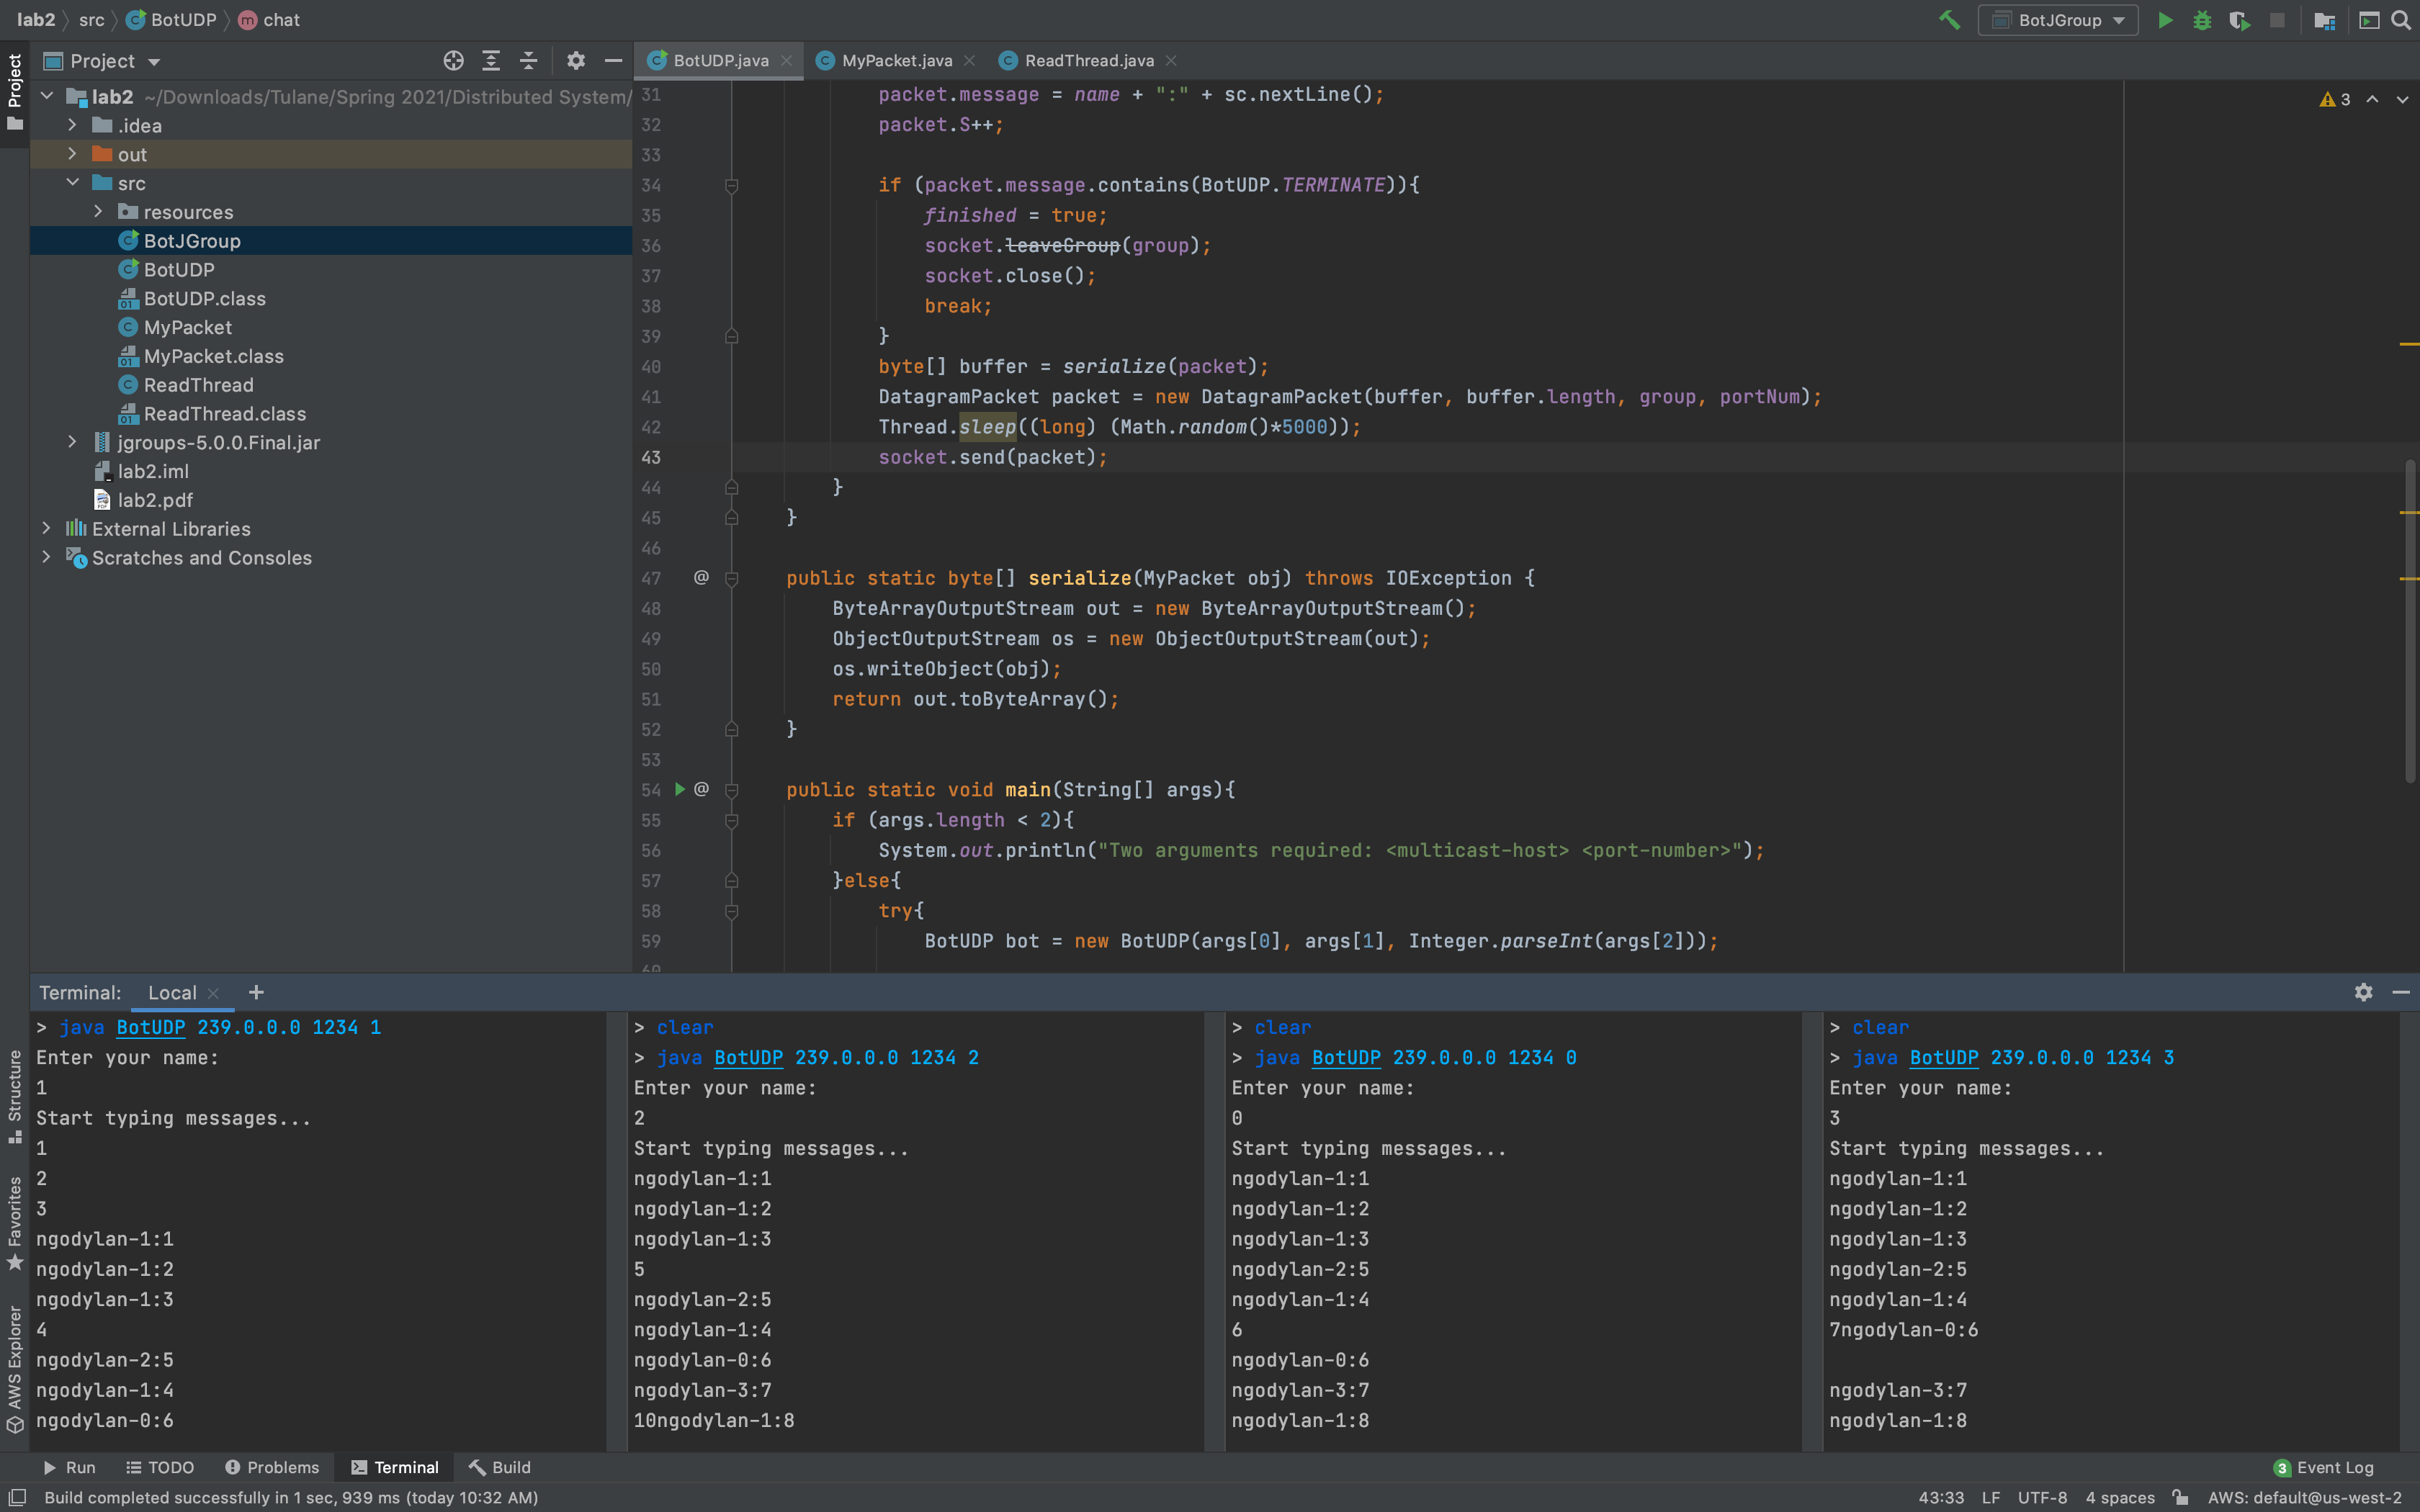 lab2 src BotUDP chat BotJGroup
Project
Project
BotUDP.java MyPacket.java ReadThread.java
lab2 ~/Downloads/Tulane/Spring 2021/Distributed System/
.idea
out
src
resources
BotJGroup
BotUDP
BotUDP.class
MyPacket
MyPacket.class
ReadThread
ReadThread.class
jgroups-5.0.0.Final.jar
lab2.iml
lab2.pdf
External Libraries
Scratches and Consoles
3
31 packet.message = name + ":" + sc.nextLine();
32 packet.S++;
33
34 if (packet.message.contains(BotUDP.TERMINATE)){
35 finished = true;
36 socket.leaveGroup(group);
37 socket.close();
38 break;
39 }
40 byte[] buffer = serialize(packet);
41 DatagramPacket packet = new DatagramPacket(buffer, buffer.length, group, portNum);
42 Thread.sleep((long) (Math.random()*5000));
43 socket.send(packet);
44 }
45 }
46
47 @ public static byte[] serialize(MyPacket obj) throws IOException {
48 ByteArrayOutputStream out = new ByteArrayOutputStream();
49 ObjectOutputStream os = new ObjectOutputStream(out);
50 os.writeObject(obj);
51 return out.toByteArray();
52 }
53
54 @ public static void main(String[] args){
55 if (args.length < 2){
56 System.out.println("Two arguments required: <multicast-host> <port-number>");
57 }else{
58 try{
59 BotUDP bot = new BotUDP(args[0], args[1], Integer.parseInt(args[2]));
60
Structure
Favorites
AWS Explorer
Terminal: Local +
> java BotUDP 239.0.0.0 1234 1
Enter your name:
1
Start typing messages...
1
2
3
ngodylan-1:1
ngodylan-1:2
ngodylan-1:3
4
ngodylan-2:5
ngodylan-1:4
ngodylan-0:6
> clear
> java BotUDP 239.0.0.0 1234 2
Enter your name:
2
Start typing messages...
ngodylan-1:1
ngodylan-1:2
ngodylan-1:3
5
ngodylan-2:5
ngodylan-1:4
ngodylan-0:6
ngodylan-3:7
10ngodylan-1:8
> clear
> java BotUDP 239.0.0.0 1234 0
Enter your name:
0
Start typing messages...
ngodylan-1:1
ngodylan-1:2
ngodylan-1:3
ngodylan-2:5
ngodylan-1:4
6
ngodylan-0:6
ngodylan-3:7
ngodylan-1:8
> clear
> java BotUDP 239.0.0.0 1234 3
Enter your name:
3
Start typing messages...
ngodylan-1:1
ngodylan-1:2
ngodylan-1:3
ngodylan-2:5
ngodylan-1:4
7ngodylan-0:6
ngodylan-3:7
ngodylan-1:8
Run TODO Problems Terminal Build 3 Event Log
Build completed successfully in 1 sec, 939 ms (today 10:32 AM) 43:33 LF UTF-8 4 spaces AWS: default@us-west-2